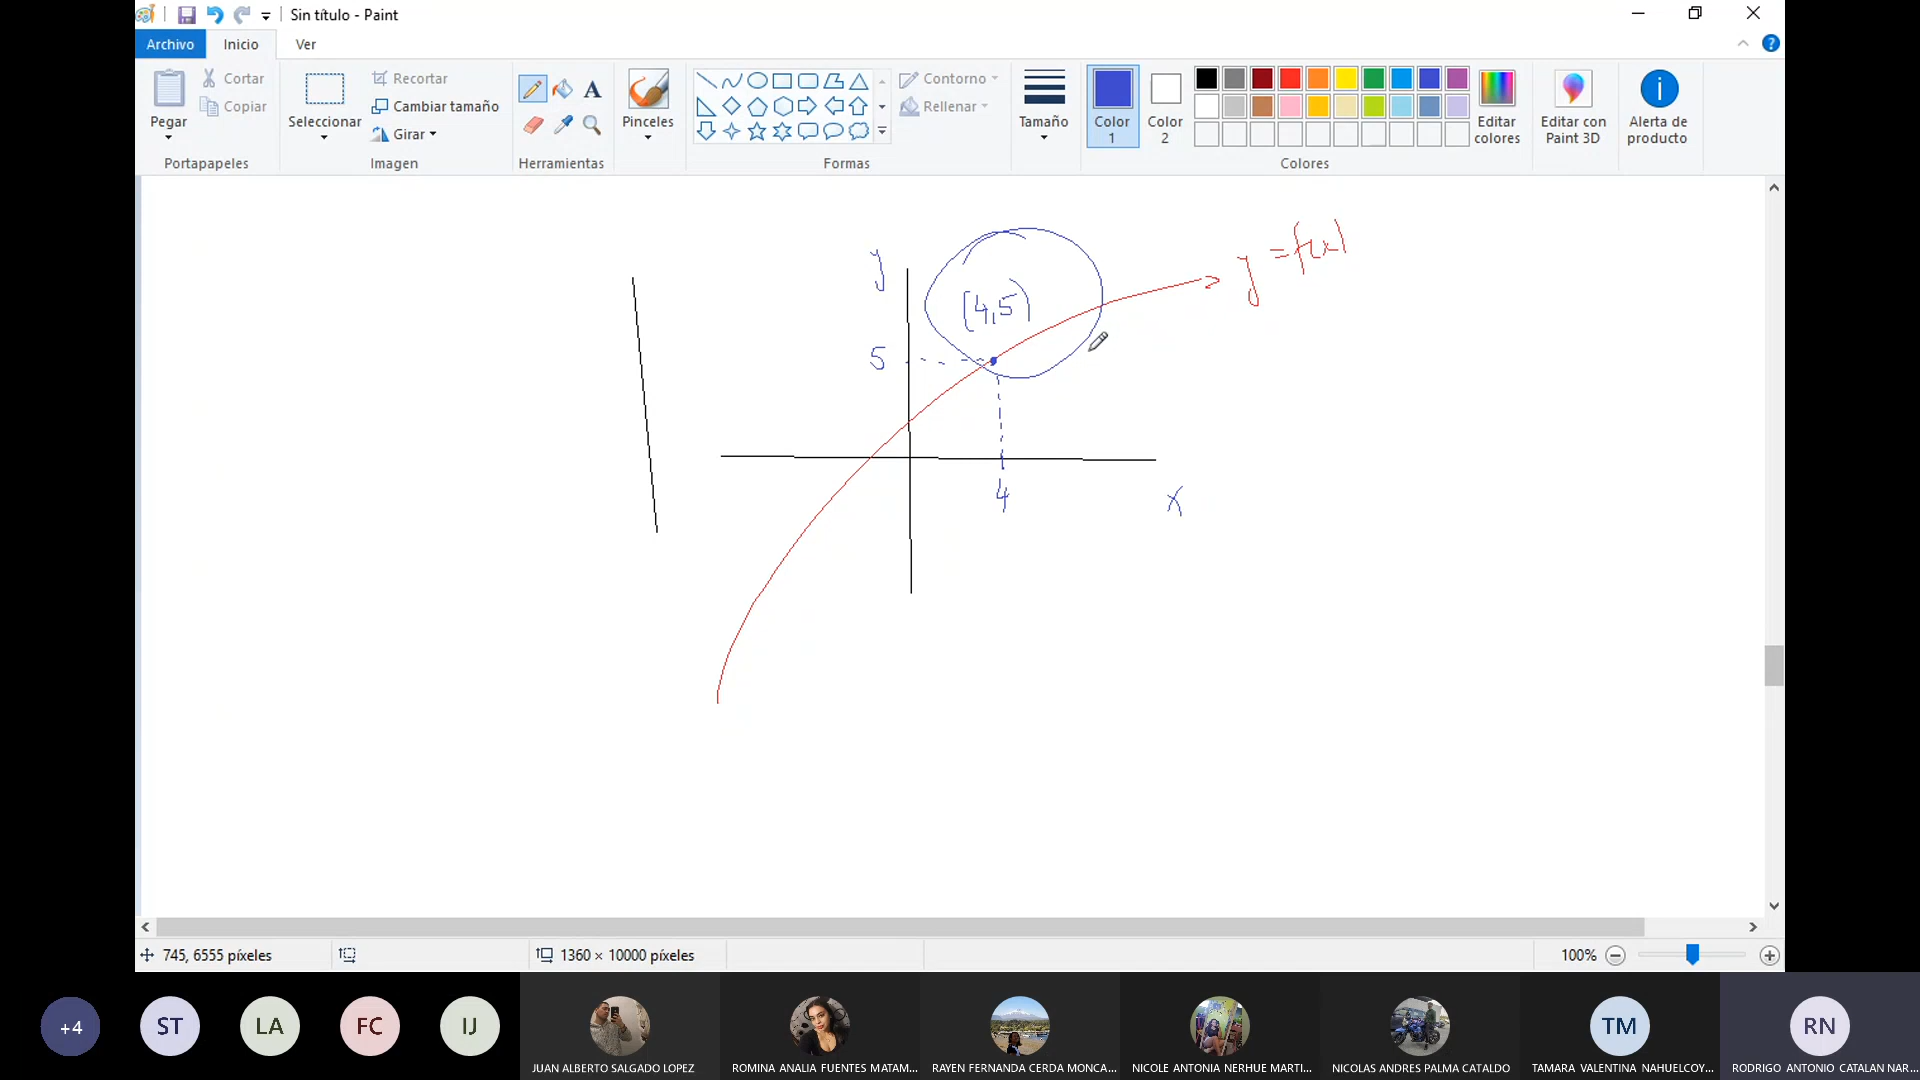 Sin título - Paint
Archivo Inicio Ver
Pegar
Cortar
Copiar
Portapapeles
Seleccionar
Recortar
Cambiar tamaño
Girar
Imagen
A
Herramientas
Pinceles
Formas
Contorno
Rellenar
Tamaño
Color 1
Color 2
Editar colores
Colores
Editar con Paint 3D
Alerta de producto
y
y = f(x)
(4,5)
5
4
x
745, 6555 píxeles
1360 × 10000 píxeles
100%
+4
ST
LA
FC
IJ
TM
RN
JUAN ALBERTO SALGADO LOPEZ
ROMINA ANALIA FUENTES MATAM...
RAYEN FERNANDA CERDA MONCA...
NICOLE ANTONIA NERHUE MARTI...
NICOLAS ANDRES PALMA CATALDO
TAMARA VALENTINA NAHUELCOY...
RODRIGO ANTONIO CATALAN NAR...